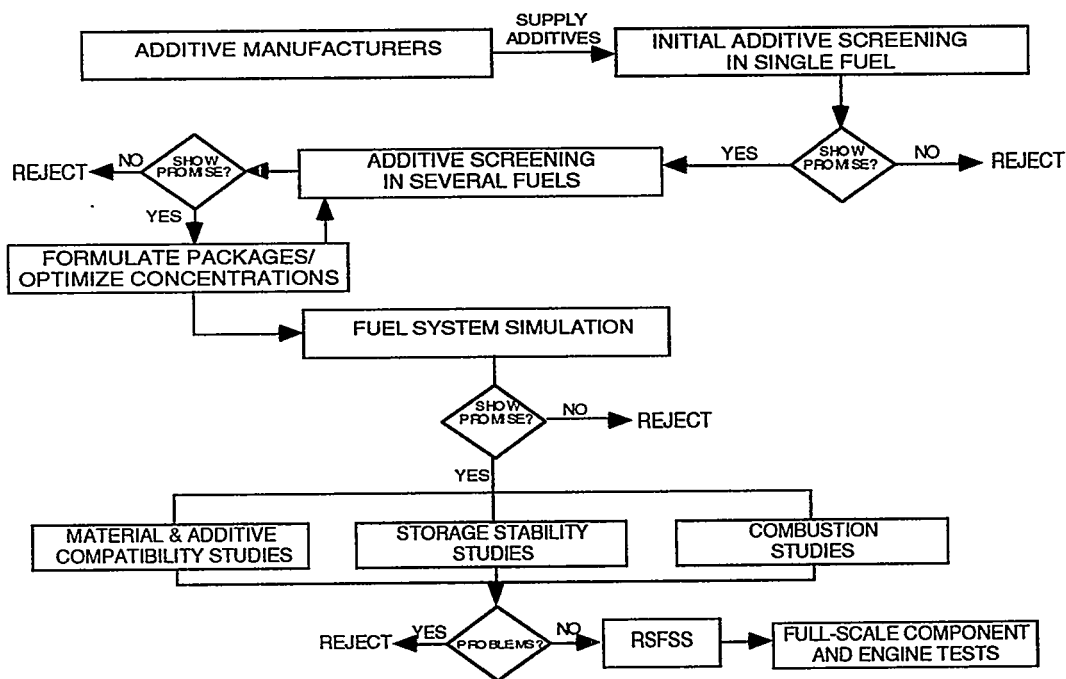 ADDITIVE MANUFACTURERS
SUPPLY
ADDITIVES
INITIAL ADDITIVE SCREENING
IN SINGLE FUEL
SHOW
PROMISE?
NO
REJECT
YES
ADDITIVE SCREENING
IN SEVERAL FUELS
SHOW
PROMISE?
NO
REJECT
YES
FORMULATE PACKAGES/
OPTIMIZE CONCENTRATIONS
FUEL SYSTEM SIMULATION
SHOW
PROMISE?
NO
REJECT
YES
MATERIAL & ADDITIVE
COMPATIBILITY STUDIES
STORAGE STABILITY
STUDIES
COMBUSTION
STUDIES
PROBLEMS?
YES
REJECT
NO
RSFSS
FULL-SCALE COMPONENT
AND ENGINE TESTS